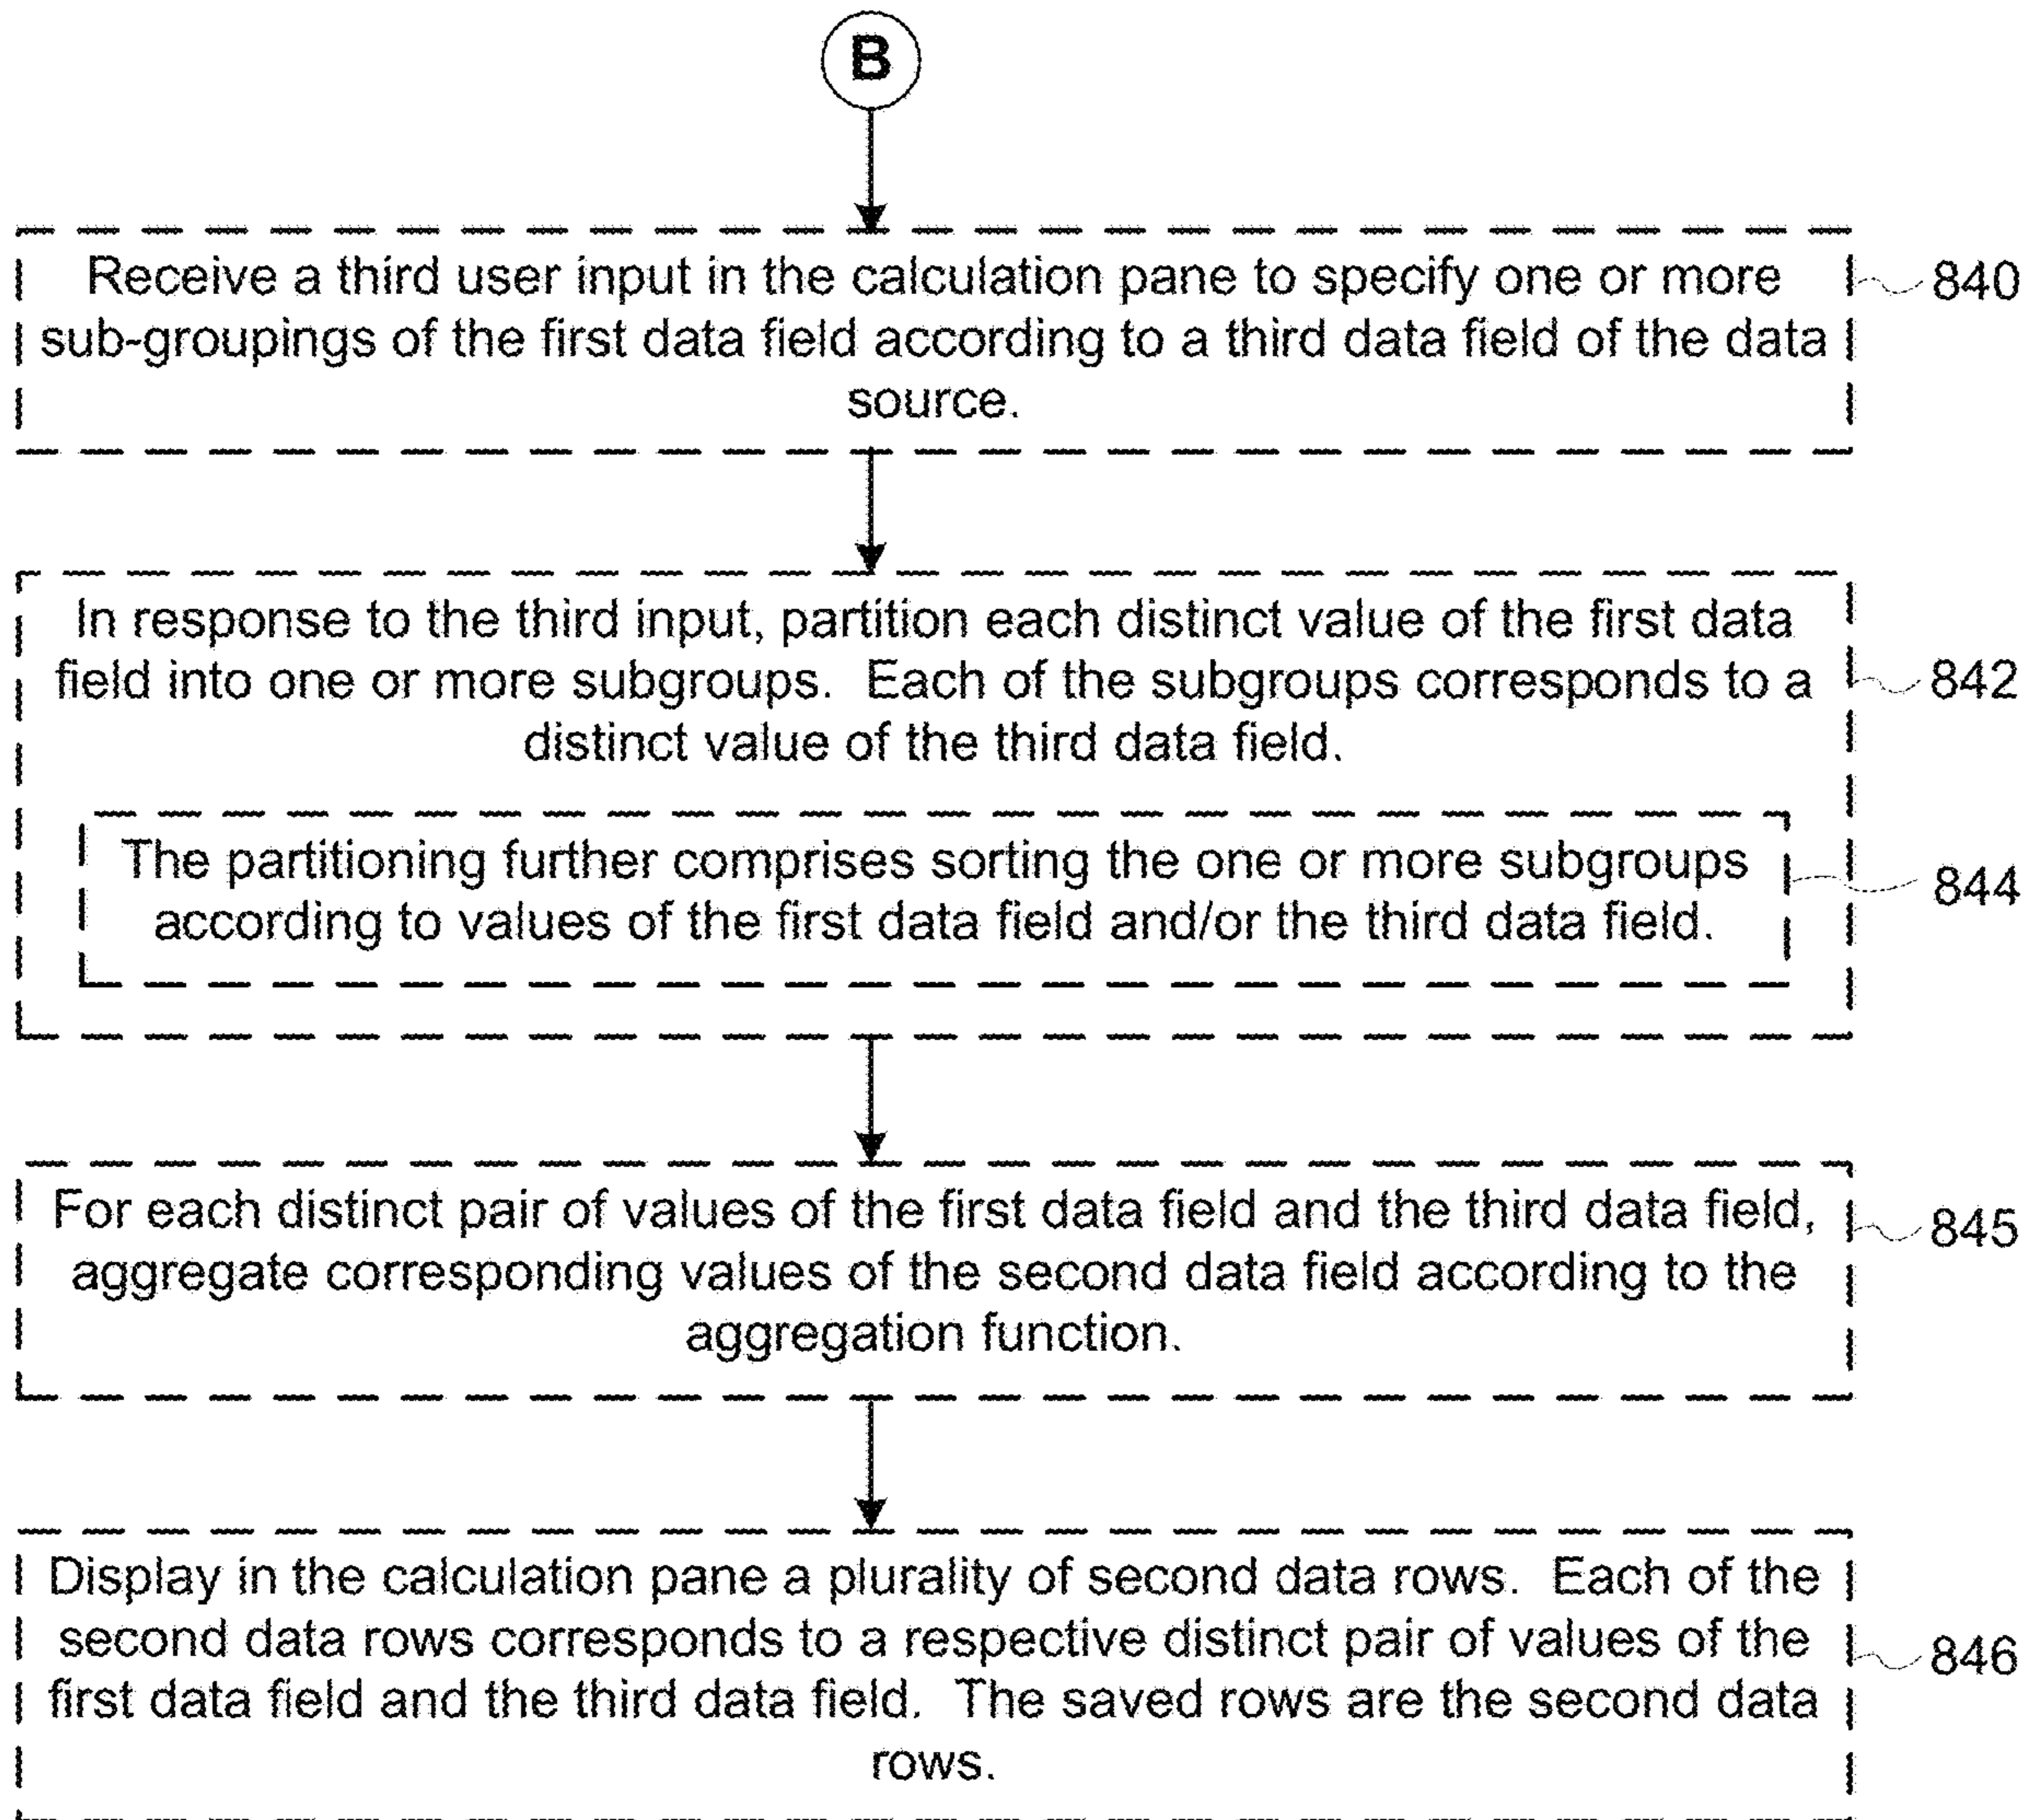 B
Receive a third user input in the calculation pane to specify one or more
sub-groupings of the first data field according to a third data field of the data
source.
840
In response to the third input, partition each distinct value of the first data
field into one or more subgroups.  Each of the subgroups corresponds to a
distinct value of the third data field.
842
The partitioning further comprises sorting the one or more subgroups
according to values of the first data field and/or the third data field.
844
For each distinct pair of values of the first data field and the third data field,
aggregate corresponding values of the second data field according to the
aggregation function.
845
Display in the calculation pane a plurality of second data rows.  Each of the
second data rows corresponds to a respective distinct pair of values of the
first data field and the third data field.  The saved rows are the second data
rows.
846